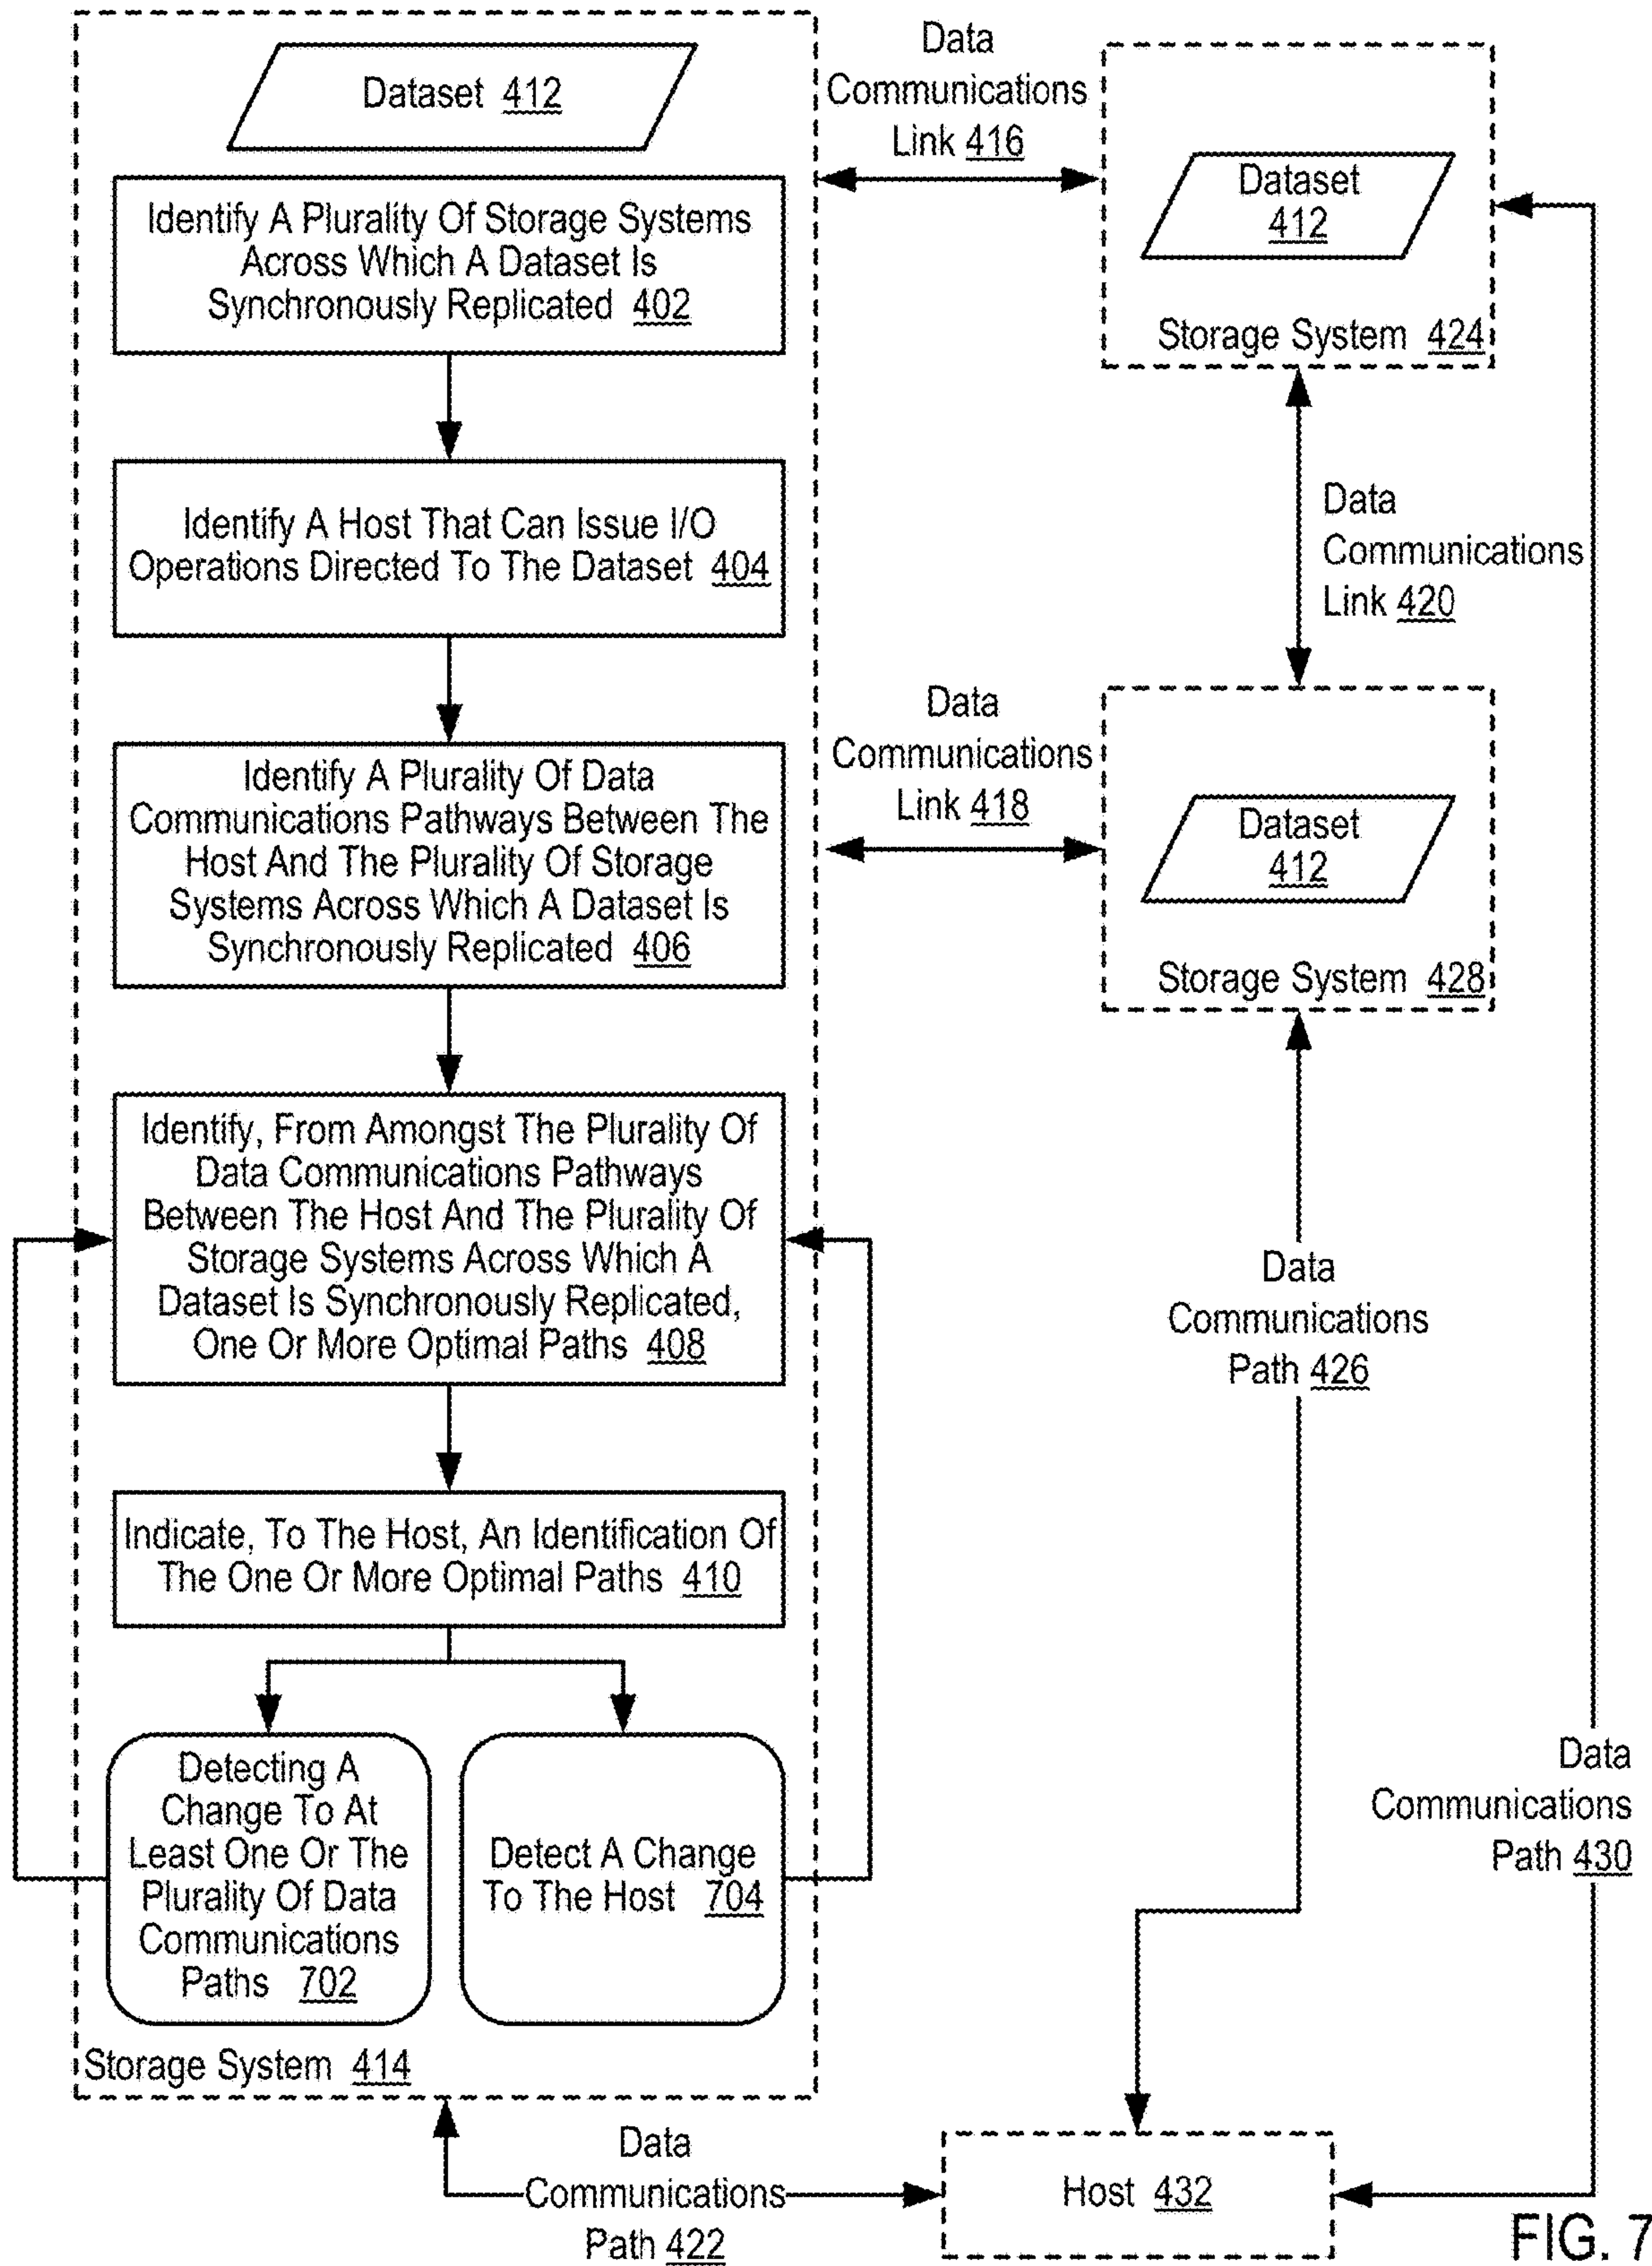 Dataset 412
Identify A Plurality Of Storage Systems
Across Which A Dataset Is
Synchronously Replicated 402
Identify A Host That Can Issue I/O
Operations Directed To The Dataset 404
Identify A Plurality Of Data
Communications Pathways Between The
Host And The Plurality Of Storage
Systems Across Which A Dataset Is
Synchronously Replicated 406
Identify, From Amongst The Plurality Of
Data Communications Pathways
Between The Host And The Plurality Of
Storage Systems Across Which A
Dataset Is Synchronously Replicated,
One Or More Optimal Paths 408
Indicate, To The Host, An Identification Of
The One Or More Optimal Paths 410
Detecting A
Change To At
Least One Or The
Plurality Of Data
Communications
Paths 702
Detect A Change
To The Host 704
Storage System 414
Data
Communications
Link 416
Dataset
412
Storage System 424
Data
Communications
Link 420
Data
Communications
Link 418
Dataset
412
Storage System 428
Data
Communications
Path 426
Data
Communications
Path 430
Data
Communications
Path 422
Host 432
FIG. 7